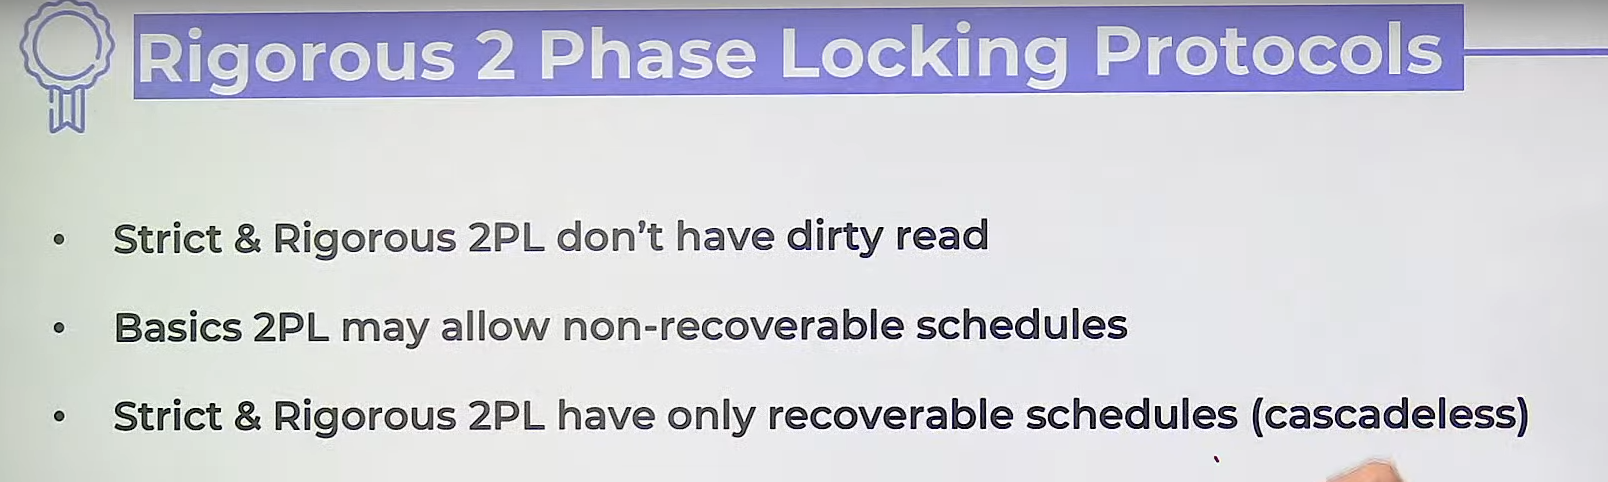 Rigorous 2 Phase Locking Protocols
• Strict & Rigorous 2PL don't have dirty read
• Basics 2PL may allow non-recoverable schedules
• Strict & Rigorous 2PL have only recoverable schedules (cascadeless)